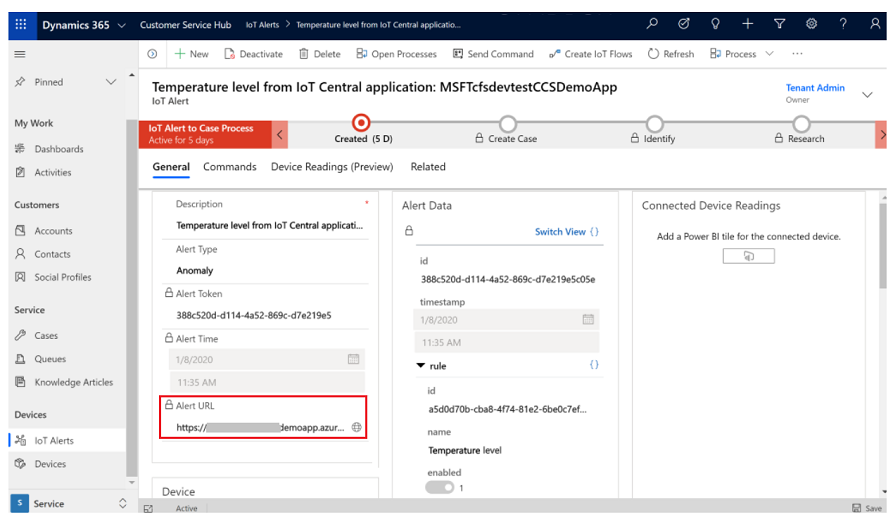 Dynamics 365
Customer Service Hub IoT Alerts > Temperature level from IoT Central applicatio...
New Deactivate Delete Open Processes Send Command Create IoT Flows Refresh Process ...
Pinned
My Work
Dashboards
Activities
Customers
Accounts
Contacts
Social Profiles
Service
Cases
Queues
Knowledge Articles
Devices
IoT Alerts
Devices
S Service
Temperature level from IoT Central application: MSFTcfsdevtestCCSDemoApp
IoT Alert
Tenant Admin
Owner
IoT Alert to Case Process
Active for 5 days
Created (5 D)
Create Case
Identify
Research
General Commands Device Readings (Preview) Related
Description *
Temperature level from IoT Central applicati...
Alert Type
Anomaly
Alert Token
388c520d-d114-4a52-869c-d7e219e5
Alert Time
1/8/2020
11:35 AM
Alert URL
https:// demoapp.azur...
Device
Alert Data
Switch View {}
id
388c520d-d114-4a52-869c-d7e219e5c05e
timestamp
1/8/2020
11:35 AM
rule {}
id
a5d0d70b-cba8-4f74-81e2-6be0c7ef...
name
Temperature level
enabled
1
Connected Device Readings
Add a Power BI tile for the connected device.
Active
Save